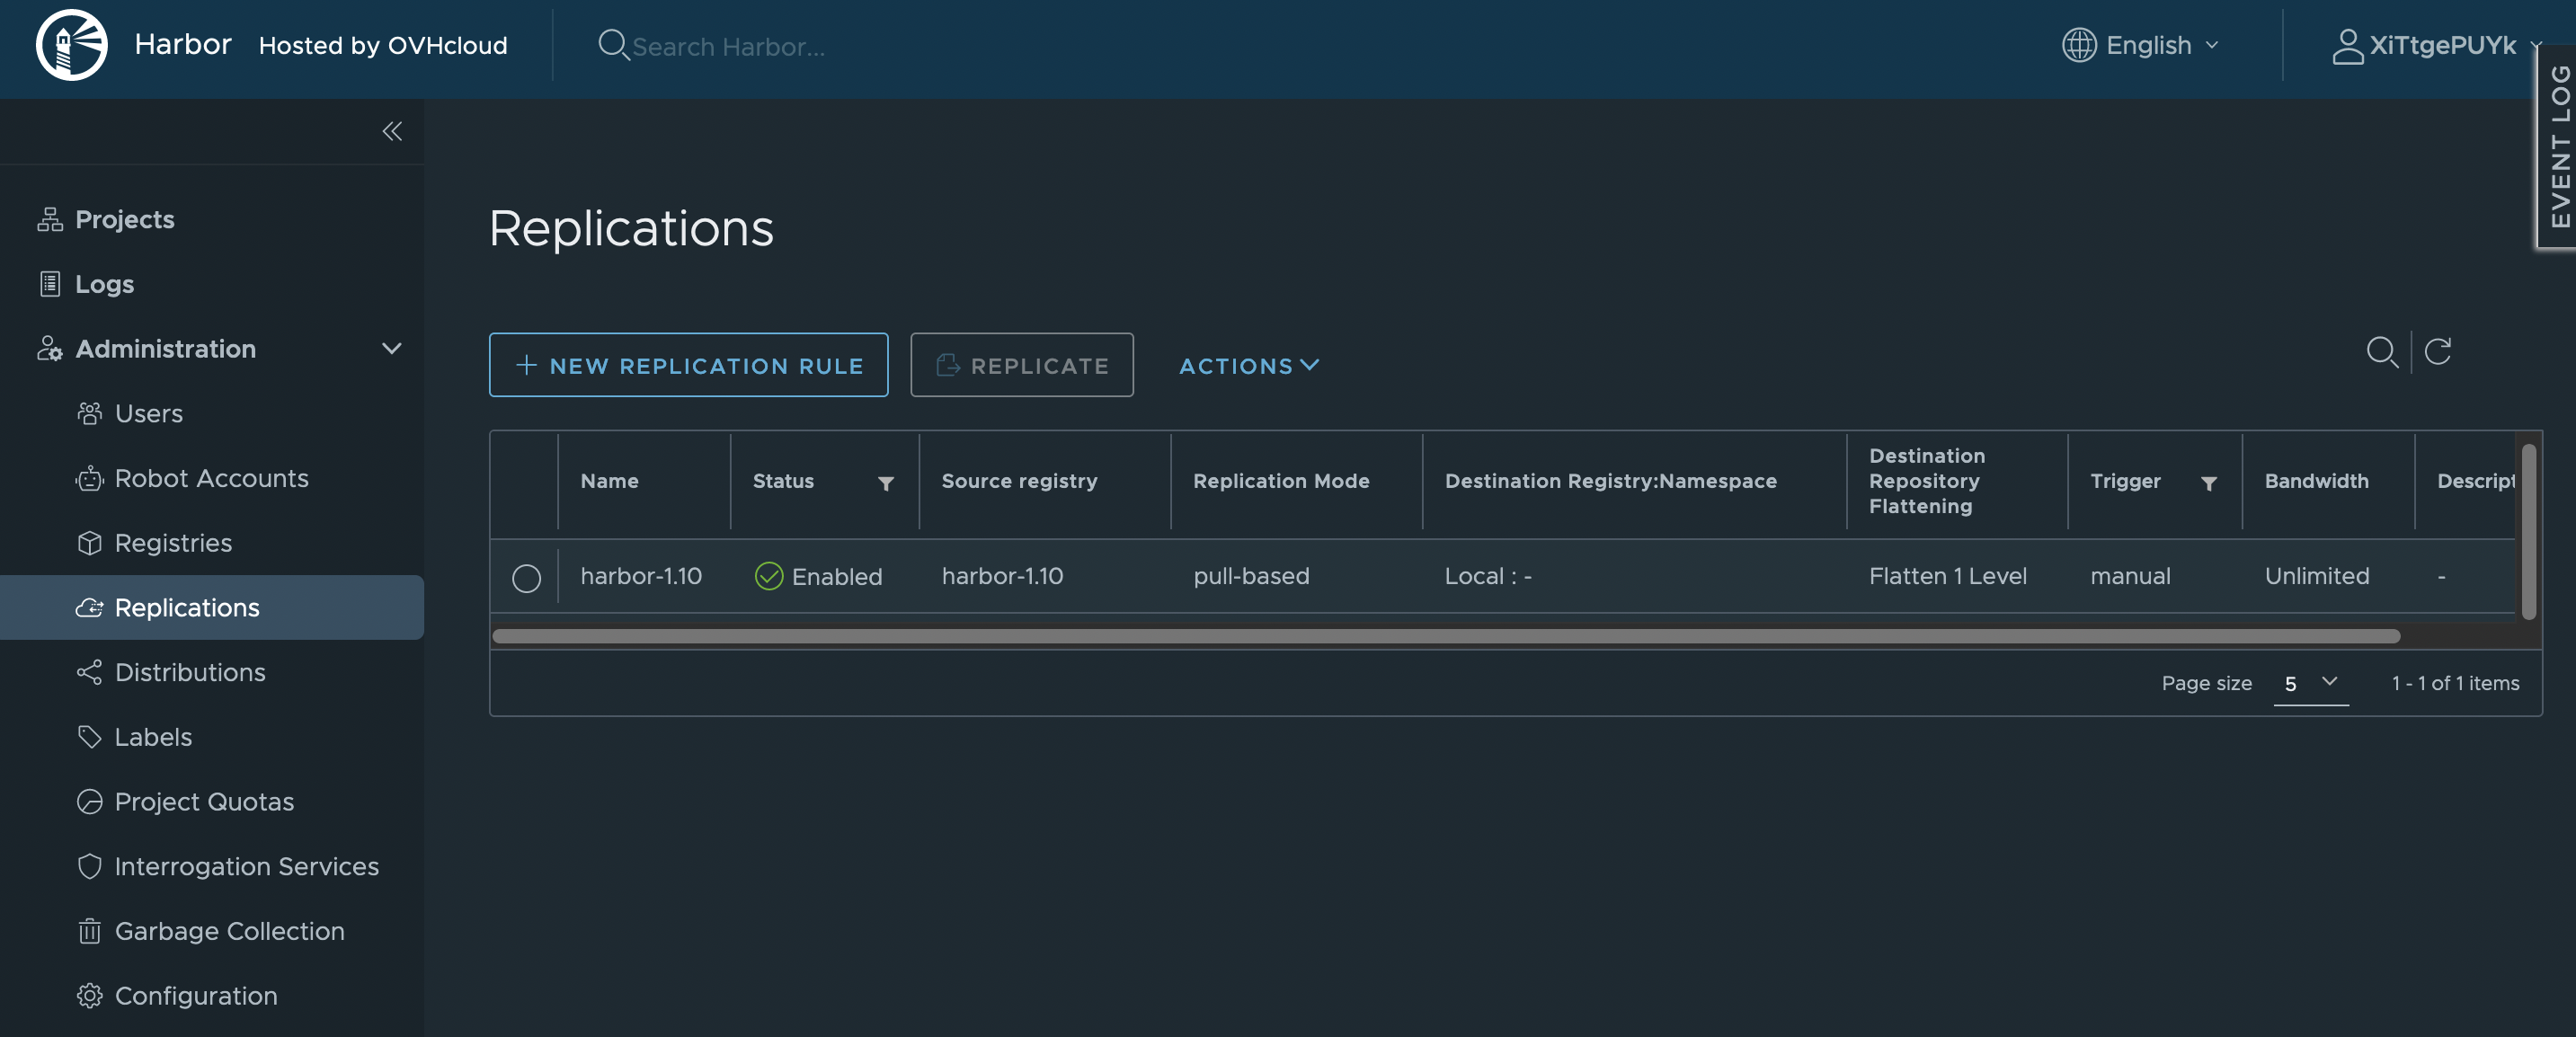 Harbor Hosted by OVHcloud
Search Harbor...
English
XiTtgePUYk
EVENT LOG
Projects
Logs
Administration
Users
Robot Accounts
Registries
Replications
Distributions
Labels
Project Quotas
Interrogation Services
Garbage Collection
Configuration
Replications
+ NEW REPLICATION RULE
REPLICATE
ACTIONS
Name
Status
Source registry
Replication Mode
Destination Registry:Namespace
Destination
Repository
Flattening
Trigger
Bandwidth
Descript
harbor-1.10
Enabled
harbor-1.10
pull-based
Local : -
Flatten 1 Level
manual
Unlimited
-
Page size 5
1 - 1 of 1 items